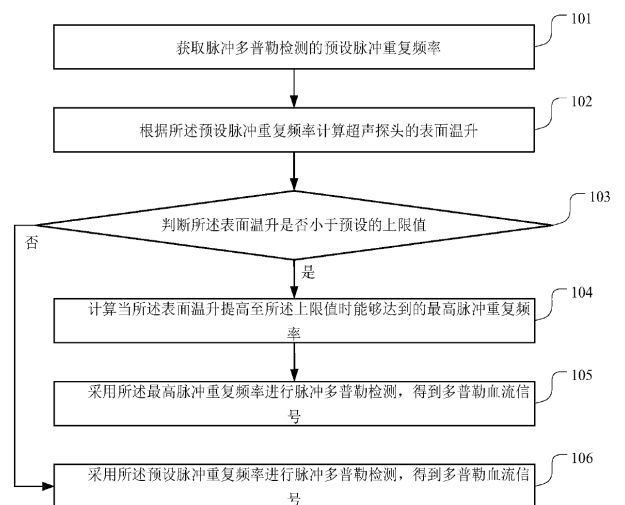 101
获取脉冲多普勒检测的预设脉冲重复频率
102
根据所述预设脉冲重复频率计算超声探头的表面温升
103
判断所述表面温升是否小于预设的上限值
否
是
104
计算当所述表面温升提高至所述上限值时能够达到的最高脉冲重复频
率
105
采用所述最高脉冲重复频率进行脉冲多普勒检测，得到多普勒血流信
号
106
采用所述预设脉冲重复频率进行脉冲多普勒检测，得到多普勒血流信
号